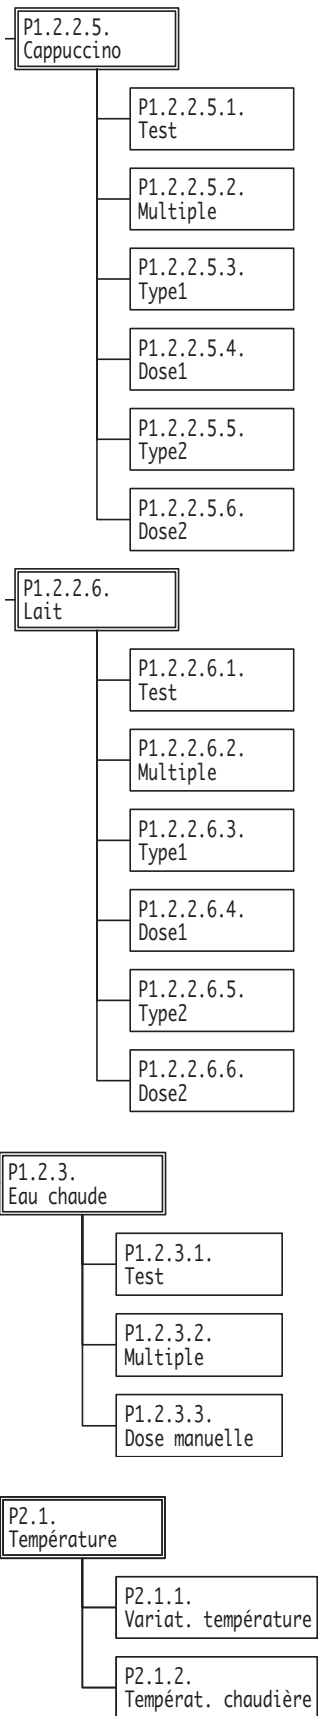 P1.2.2.5.
Cappuccino
P1.2.2.5.1.
Test
P1.2.2.5.2.
Multiple
P1.2.2.5.3.
Type1
P1.2.2.5.4.
Dose1
P1.2.2.5.5.
Type2
P1.2.2.5.6.
Dose2
P1.2.2.6.
Lait
P1.2.2.6.1.
Test
P1.2.2.6.2.
Multiple
P1.2.2.6.3.
Type1
P1.2.2.6.4.
Dose1
P1.2.2.6.5.
Type2
P1.2.2.6.6.
Dose2
P1.2.3.
Eau chaude
P1.2.3.1.
Test
P1.2.3.2.
Multiple
P1.2.3.3.
Dose manuelle
P2.1.
Température
P2.1.1.
Variat. température
P2.1.2.
Températ. chaudière